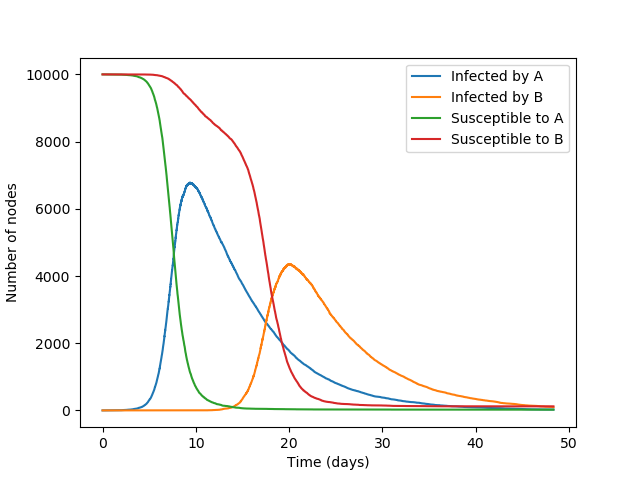 Infected by A
Infected by B
Susceptible to A
Susceptible to B
Number of nodes
10000
8000
6000
4000
2000
0
0 10 20 30 40 50
Time (days)